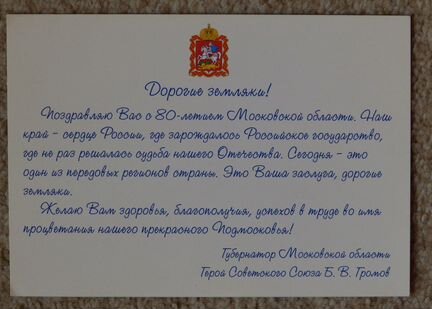 Дорогие земляки!
Поздравляю Вас с 80-летием Московской области. Наш
край - сердце России, где зарождалось Российское государство,
где не раз решалась судьба нашего Отечества. Сегодня - это
один из передовых регионов страны. Это Ваша заслуга, дорогие
земляки.
Желаю Вам здоровья, благополучия, успехов в труде во имя
процветания нашего прекрасного Подмосковья!
Губернатор Московской области
Герой Советского Союза Б. В. Громов